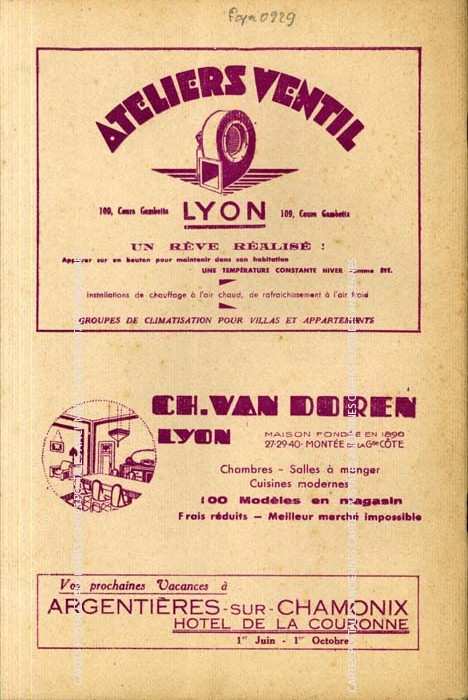 ATELIERS VENTIL
109, Cours Gambetta LYON 109, Cours Gambetta
UN RÊVE RÉALISÉ !
Appuyer sur un bouton pour maintenir dans son habitation
UNE TEMPÉRATURE CONSTANTE HIVER comme ÉTÉ.
Installations de chauffage à l'air chaud, de rafraichissement à l'air froid
GROUPES DE CLIMATISATION POUR VILLAS ET APPARTEMENTS
CH. VAN DOREN
LYON
MAISON FONDÉE EN 1890
27-29-40 - MONTÉE DE LA Gde CÔTE
Chambres - Salles à manger
Cuisines modernes
100 Modèles en magasin
Frais réduits — Meilleur marché impossible
Vos prochaines Vacances à
ARGENTIÈRES-SUR-CHAMONIX
HOTEL DE LA COURONNE
1er Juin - 1er Octobre